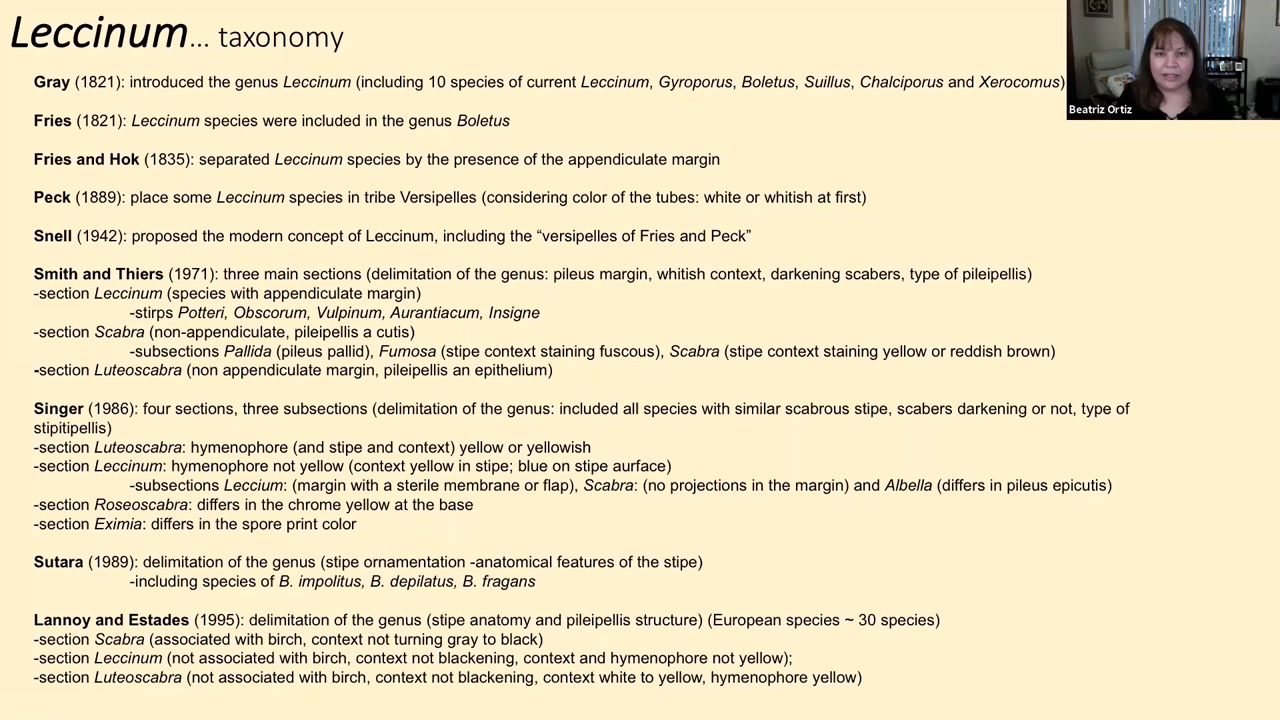 Leccinum... taxonomy
Gray (1821): introduced the genus Leccinum (including 10 species of current Leccinum, Gyroporus, Boletus, Suillus, Chalciporus and Xerocomus)
Beatriz Ortiz
Fries (1821): Leccinum species were included in the genus Boletus
Fries and Hok (1835): separated Leccinum species by the presence of the appendiculate margin
Peck (1889): place some Leccinum species in tribe Versipelles (considering color of the tubes: white or whitish at first)
Snell (1942): proposed the modern concept of Leccinum, including the “versipelles of Fries and Peck”
Smith and Thiers (1971): three main sections (delimitation of the genus: pileus margin, whitish context, darkening scabers, type of pileipellis)
-section Leccinum (species with appendiculate margin)
-stirps Potteri, Obscorum, Vulpinum, Aurantiacum, Insigne
-section Scabra (non-appendiculate, pileipellis a cutis)
-subsections Pallida (pileus pallid), Fumosa (stipe context staining fuscous), Scabra (stipe context staining yellow or reddish brown)
-section Luteoscabra (non appendiculate margin, pileipellis an epithelium)
Singer (1986): four sections, three subsections (delimitation of the genus: included all species with similar scabrous stipe, scabers darkening or not, type of
stipitipellis)
-section Luteoscabra: hymenophore (and stipe and context) yellow or yellowish
-section Leccinum: hymenophore not yellow (context yellow in stipe; blue on stipe aurface)
-subsections Leccium: (margin with a sterile membrane or flap), Scabra: (no projections in the margin) and Albella (differs in pileus epicutis)
-section Roseoscabra: differs in the chrome yellow at the base
-section Eximia: differs in the spore print color
Sutara (1989): delimitation of the genus (stipe ornamentation -anatomical features of the stipe)
-including species of B. impolitus, B. depilatus, B. fragans
Lannoy and Estades (1995): delimitation of the genus (stipe anatomy and pileipellis structure) (European species ~ 30 species)
-section Scabra (associated with birch, context not turning gray to black)
-section Leccinum (not associated with birch, context not blackening, context and hymenophore not yellow);
-section Luteoscabra (not associated with birch, context not blackening, context white to yellow, hymenophore yellow)